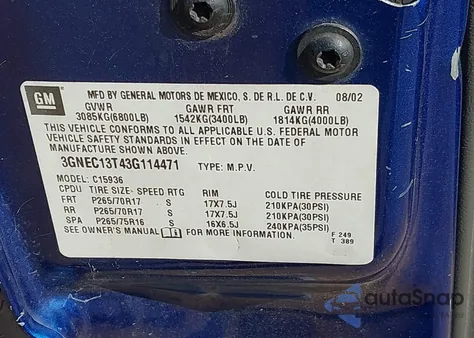 GM
MFD BY GENERAL MOTORS DE MEXICO, S. DE R.L. DE C.V. 08/02
GVWR GAWR FRT GAWR RR
3085KG(6800LB) 1542KG(3400LB) 1814KG(4000LB)
THIS VEHICLE CONFORMS TO ALL APPLICABLE U.S. FEDERAL MOTOR
VEHICLE SAFETY STANDARDS IN EFFECT ON THE DATE OF
MANUFACTURE SHOWN ABOVE.
3GNEC13T43G114471 TYPE: M.P.V.
MODEL: C15936
CPDU TIRE SIZE- SPEED RTG RIM COLD TIRE PRESSURE
FRT P265/70R17 S 17X7.5J 210KPA(30PSI)
RR P265/70R17 S 17X7.5J 210KPA(30PSI)
SPA P265/75R16 S 16X6.5J 240KPA(35PSI)
SEE OWNER'S MANUAL FOR MORE INFORMATION.
F 249
T 389
autoSnap